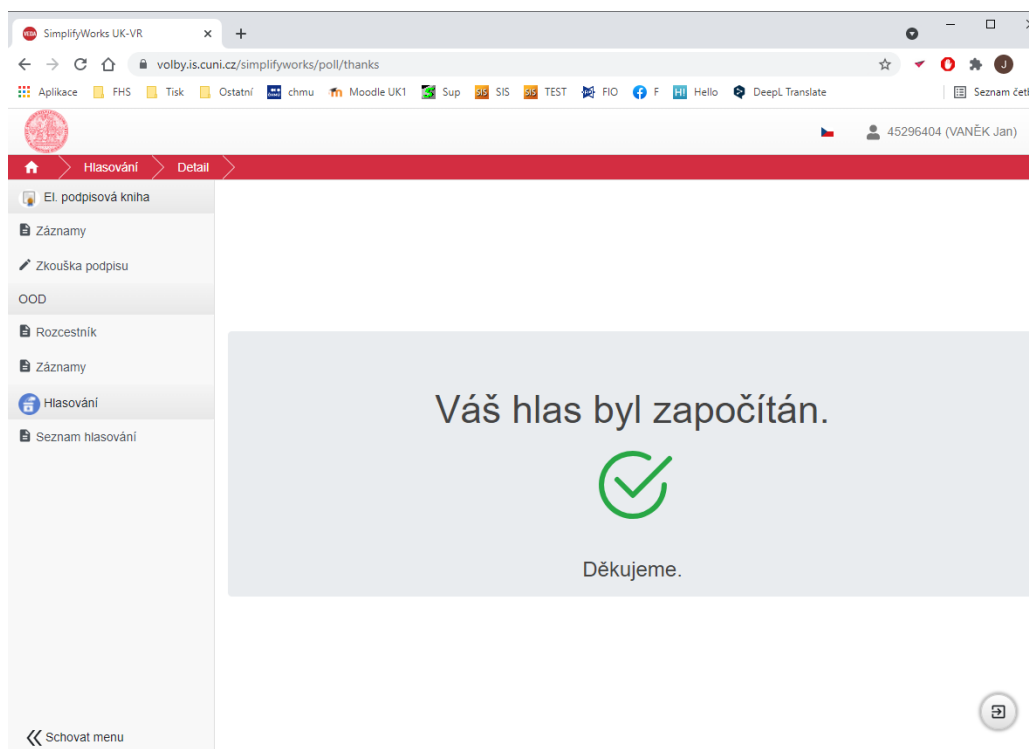 SimplifyWorks UK-VR
volby.is.cuni.cz/simplifyworks/poll/thanks
Aplikace FHS Tisk Ostatní chmu Moodle UK1 Sup SIS TEST FIO F Hello DeepL Translate Seznam četb
45296404 (VANĚK Jan)
Hlasování Detail
El. podpisová kniha
Záznamy
Zkouška podpisu
OOD
Rozcestník
Záznamy
Hlasování
Seznam hlasování
Váš hlas byl započítán.
Děkujeme.
Schovat menu